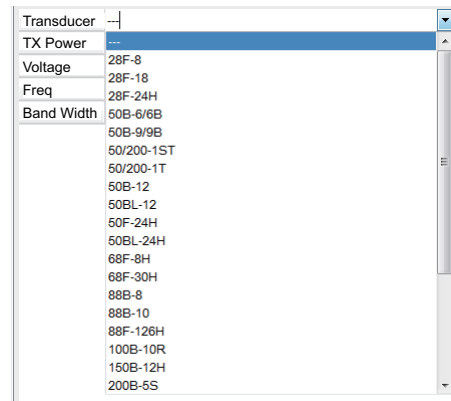 Transducer ---
TX Power ---
Voltage 28F-8
28F-18
Freq 28F-24H
Band Width 50B-6/6B
50B-9/9B
50/200-1ST
50/200-1T
50B-12
50BL-12
50F-24H
50BL-24H
68F-8H
68F-30H
88B-8
88B-10
88F-126H
100B-10R
150B-12H
200B-5S